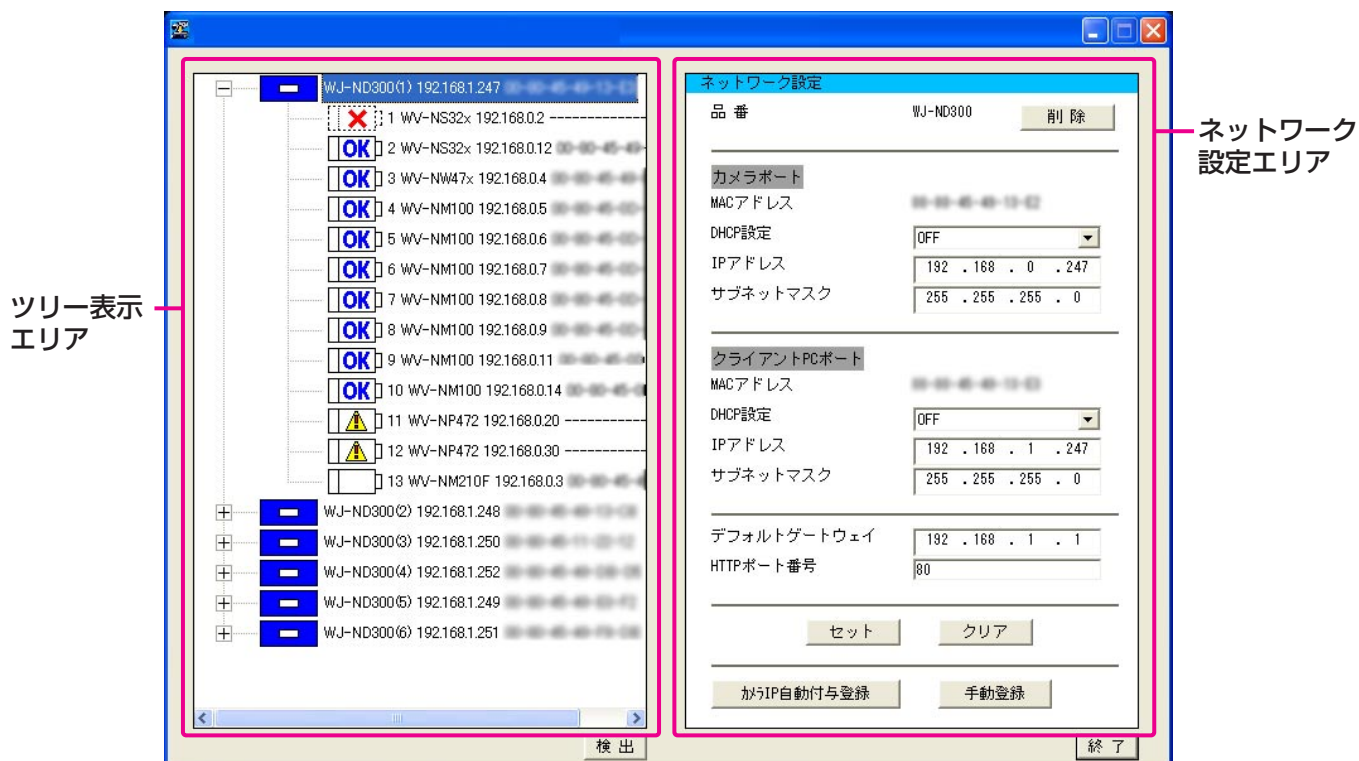 ツリー表示
エリア
WJ-ND300(1) 192.168.1.247
1 WV-NS32x 192.168.0.2 -----------
OK 2 WV-NS32x 192.168.0.12
OK 3 WV-NW47x 192.168.0.4
OK 4 WV-NM100 192.168.0.5
OK 5 WV-NM100 192.168.0.6
OK 6 WV-NM100 192.168.0.7
OK 7 WV-NM100 192.168.0.8
OK 8 WV-NM100 192.168.0.9
OK 9 WV-NM100 192.168.0.11
OK 10 WV-NM100 192.168.0.14
11 WV-NP472 192.168.0.20 ----------
12 WV-NP472 192.168.0.30 ----------
13 WV-NM210F 192.168.0.3
WJ-ND300(2) 192.168.1.248
WJ-ND300(3) 192.168.1.250
WJ-ND300(4) 192.168.1.252
WJ-ND300(5) 192.168.1.249
WJ-ND300(6) 192.168.1.251
検出
ネットワーク設定
品 番 WJ-ND300 削 除
カメラポート
MACアドレス
DHCP設定 OFF
IPアドレス 192 . 168 . 0 . 247
サブネットマスク 255 . 255 . 255 . 0
クライアントPCポート
MACアドレス
DHCP設定 OFF
IPアドレス 192 . 168 . 1 . 247
サブネットマスク 255 . 255 . 255 . 0
デフォルトゲートウェイ 192 . 168 . 1 . 1
HTTPポート番号 80
セット クリア
ｶﾒﾗIP自動付与登録 手動登録
終 了
ネットワーク
設定エリア